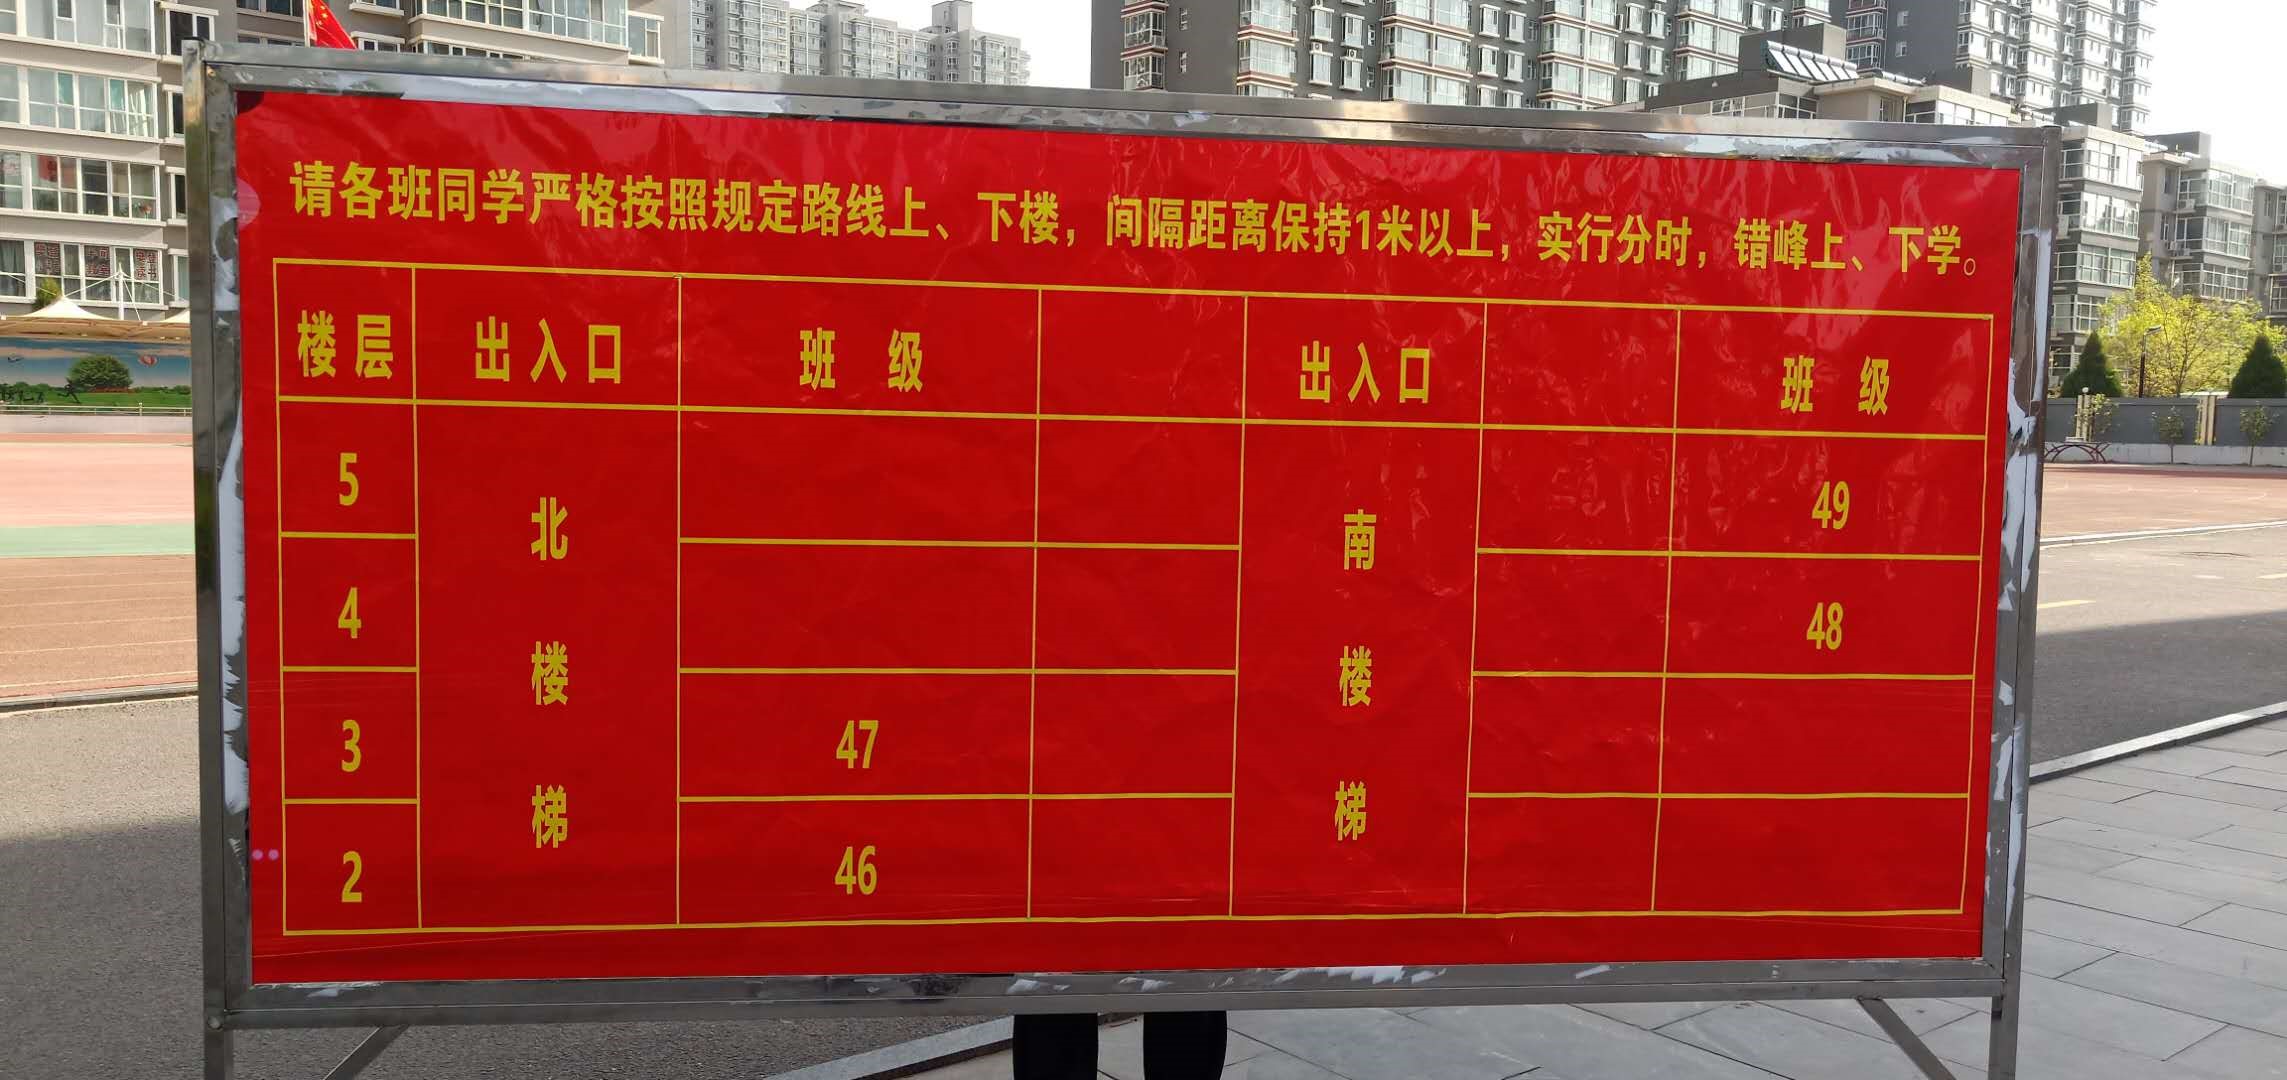 请各班同学严格按照规定路线上、下楼，间隔距离保持1米以上，实行分时，错峰上、下学。
楼层 出入口 班 级 出入口 班 级
5 49
北 南
4 48
楼 楼
3 47
梯 梯
2 46